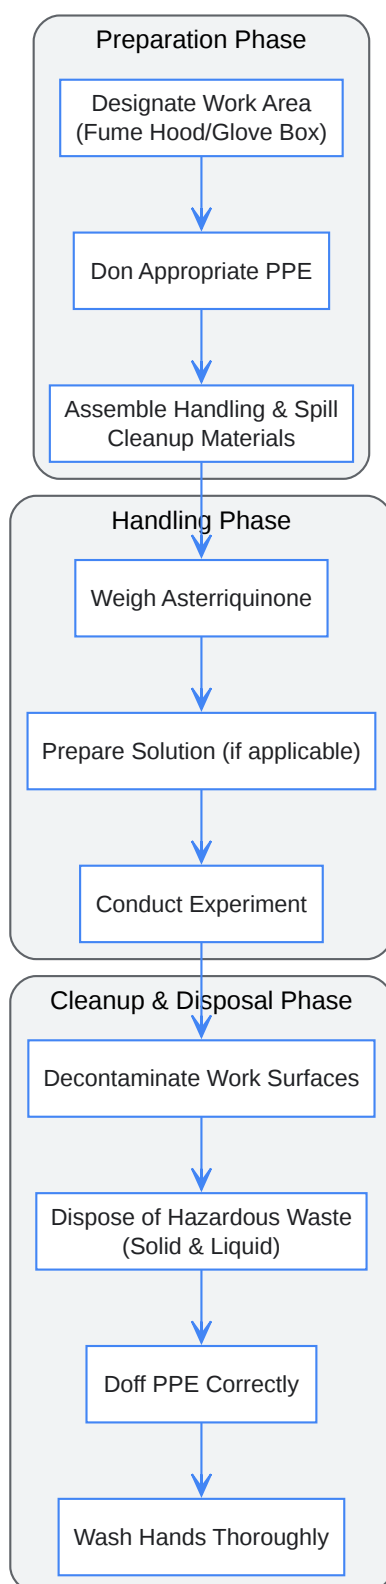 Preparation Phase
Designate Work Area
(Fume Hood/Glove Box)
Don Appropriate PPE
Assemble Handling & Spill
Cleanup Materials
Handling Phase
Weigh Asterriquinone
Prepare Solution (if applicable)
Conduct Experiment
Cleanup & Disposal Phase
Decontaminate Work Surfaces
Dispose of Hazardous Waste
(Solid & Liquid)
Doff PPE Correctly
Wash Hands Thoroughly